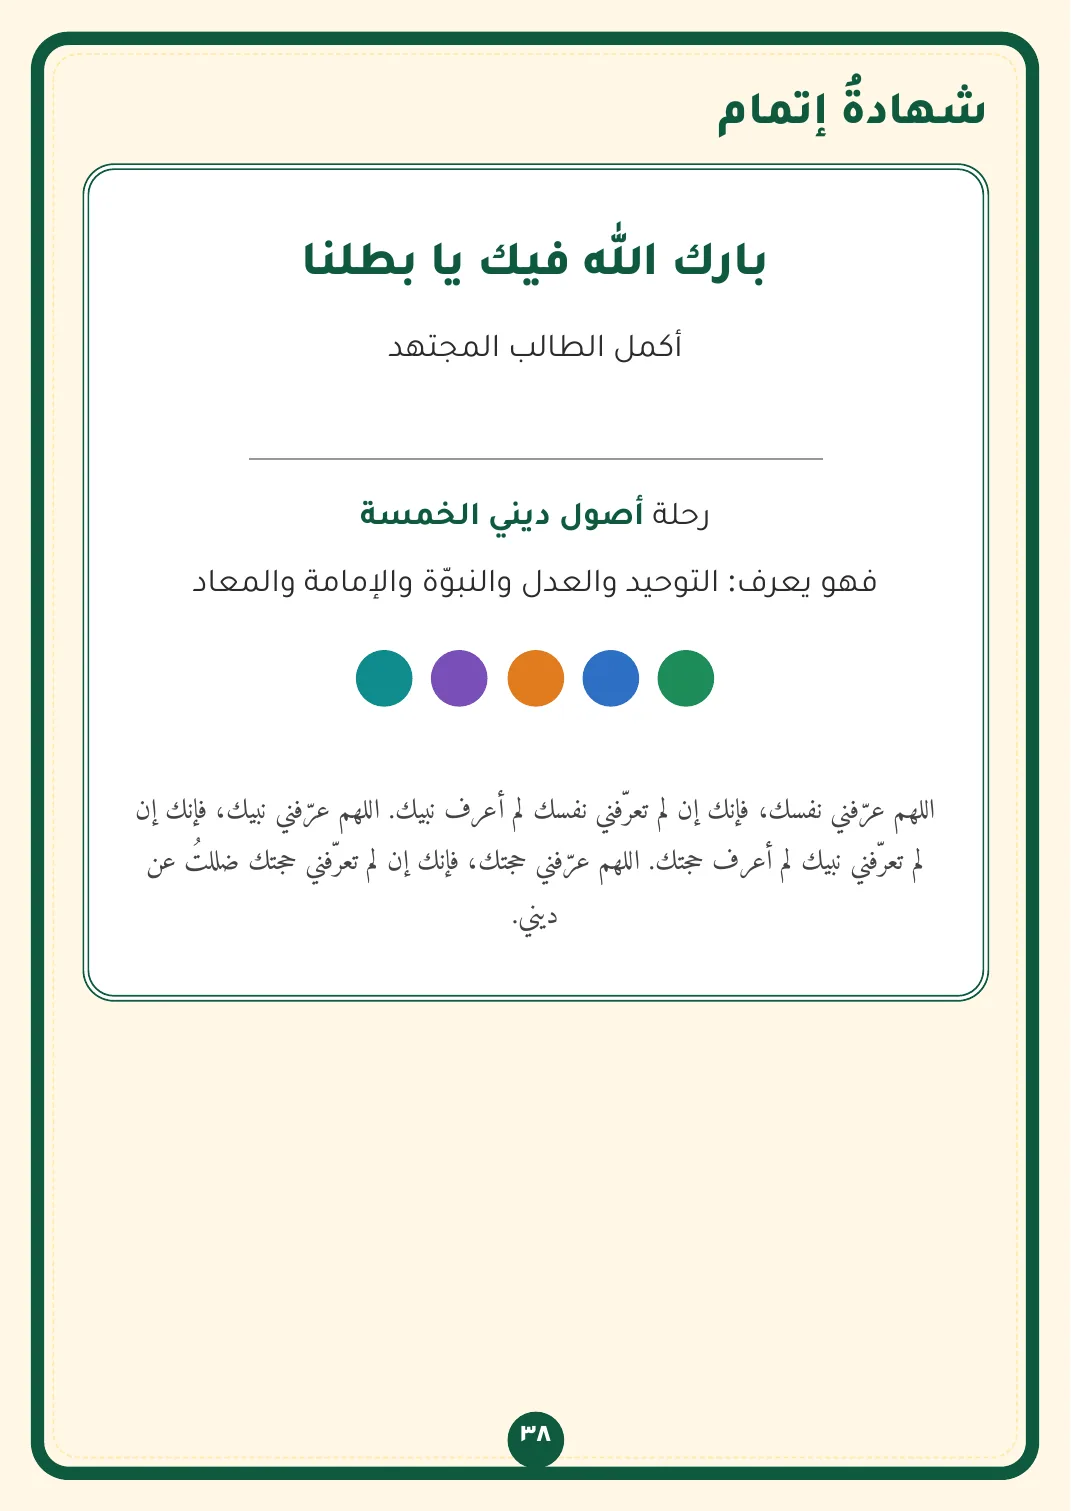 شهادةُ إتمام
بارك الله فيك يا بطلنا
أكمل الطالب المجتهد
رحلة أصول ديني الخمسة
فهو يعرف: التوحيد والعدل والنبوّة والإمامة والمعاد
اللهم عرّفني نفسك، فإنك إن لم تعرّفني نفسك لم أعرف نبيك. اللهم عرّفني نبيك، فإنك إن
لم تعرّفني نبيك لم أعرف حجتك. اللهم عرّفني حجتك، فإنك إن لم تعرّفني حجتك ضللتُ عن
ديني.
٣٨